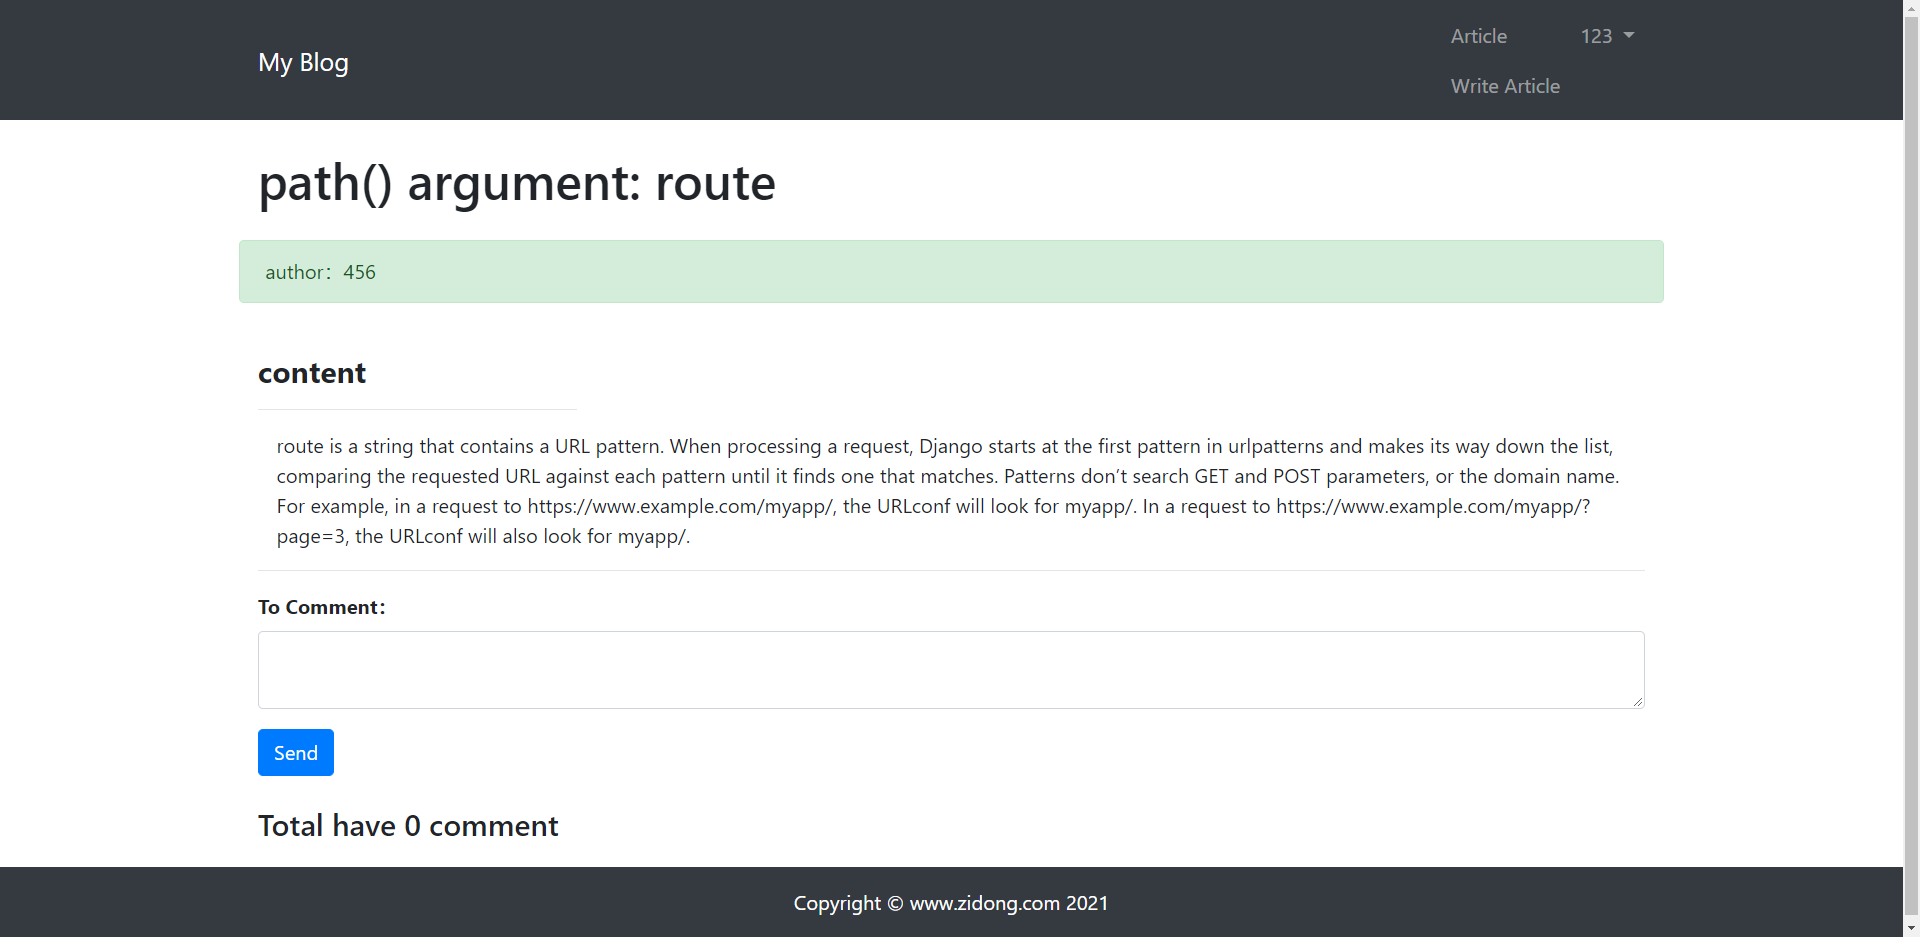 My Blog
Article
123
Write Article
path() argument: route
author：456
content
route is a string that contains a URL pattern. When processing a request, Django starts at the first pattern in urlpatterns and makes its way down the list,
comparing the requested URL against each pattern until it finds one that matches. Patterns don’t search GET and POST parameters, or the domain name.
For example, in a request to https://www.example.com/myapp/, the URLconf will look for myapp/. In a request to https://www.example.com/myapp/?
page=3, the URLconf will also look for myapp/.
To Comment：
Send
Total have 0 comment
Copyright © www.zidong.com 2021